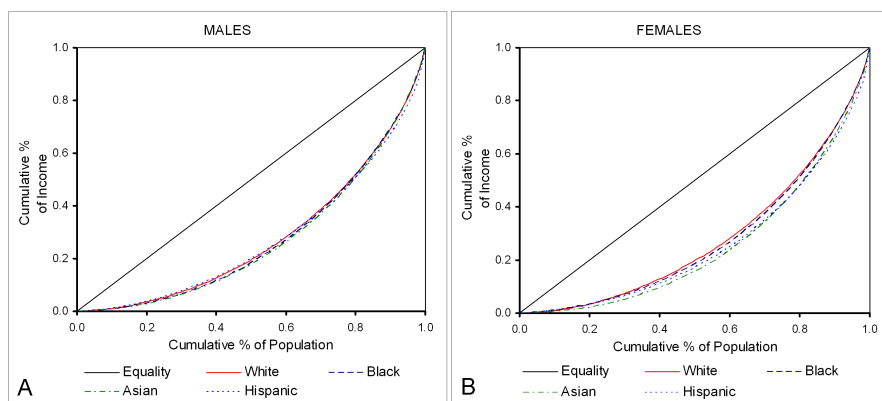 MALES
1.0
0.8
0.6
0.4
0.2
0.0
Cumulative %
of Income
0.0 0.2 0.4 0.6 0.8 1.0
Cumulative % of Population
Equality White Black
Asian Hispanic
A
FEMALES
1.0
0.8
0.6
0.4
0.2
0.0
Cumulative %
of Income
0.0 0.2 0.4 0.6 0.8 1.0
Cumulative % of Population
Equality White Black
Asian Hispanic
B